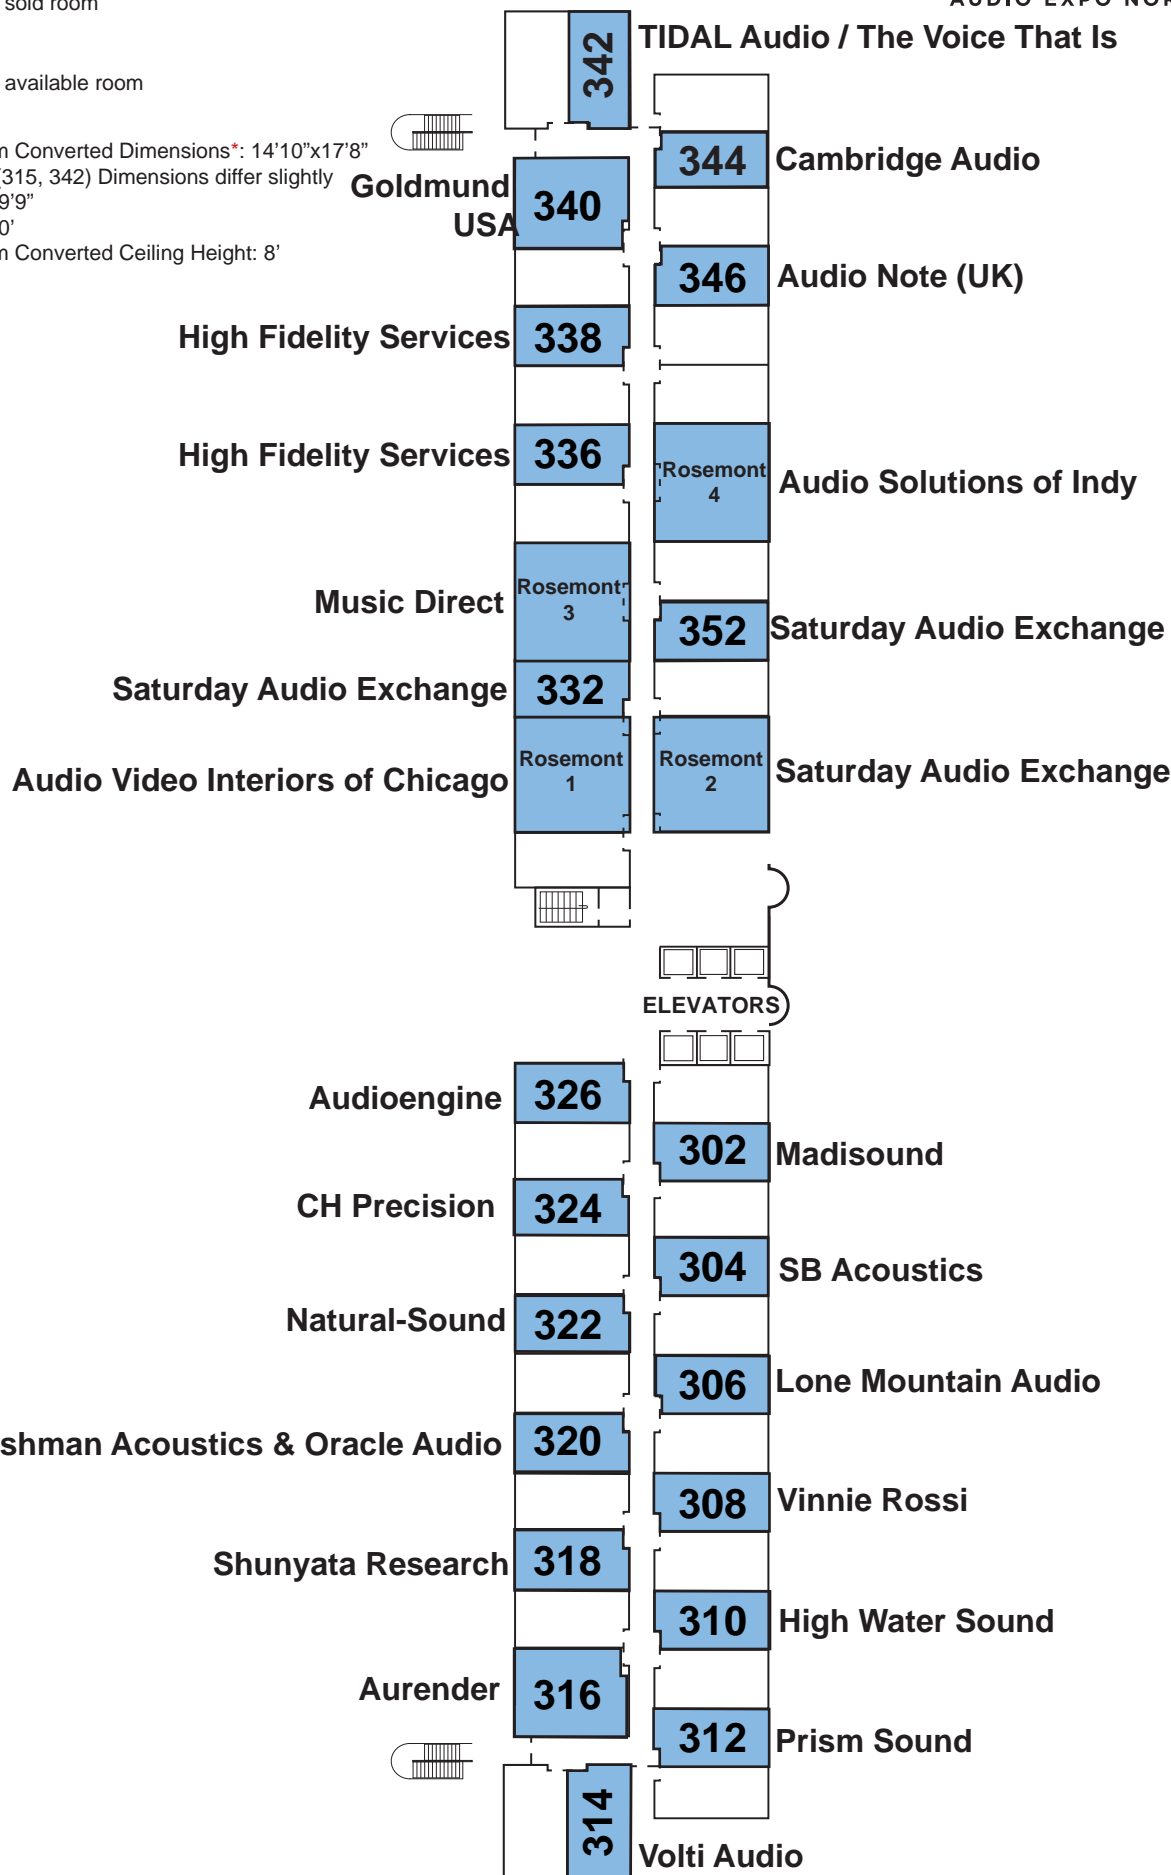 sold room
342
TIDAL Audio / The Voice That Is
available room
Converted Dimensions*: 14’10”x17’8”
(315, 342) Dimensions differ slightly
9’9”
0’
Converted Ceiling Height: 8’
344
Cambridge Audio
Goldmund
USA
340
346
Audio Note (UK)
High Fidelity Services
338
High Fidelity Services
336
Rosemont
4
Audio Solutions of Indy
Music Direct
Rosemont
3
352
Saturday Audio Exchange
Saturday Audio Exchange
332
Audio Video Interiors of Chicago
Rosemont
1
Rosemont
2
Saturday Audio Exchange
ELEVATORS
Audioengine
326
302
Madisound
CH Precision
324
304
SB Acoustics
Natural-Sound
322
306
Lone Mountain Audio
shman Acoustics & Oracle Audio
320
308
Vinnie Rossi
Shunyata Research
318
310
High Water Sound
Aurender
316
312
Prism Sound
314
Volti Audio